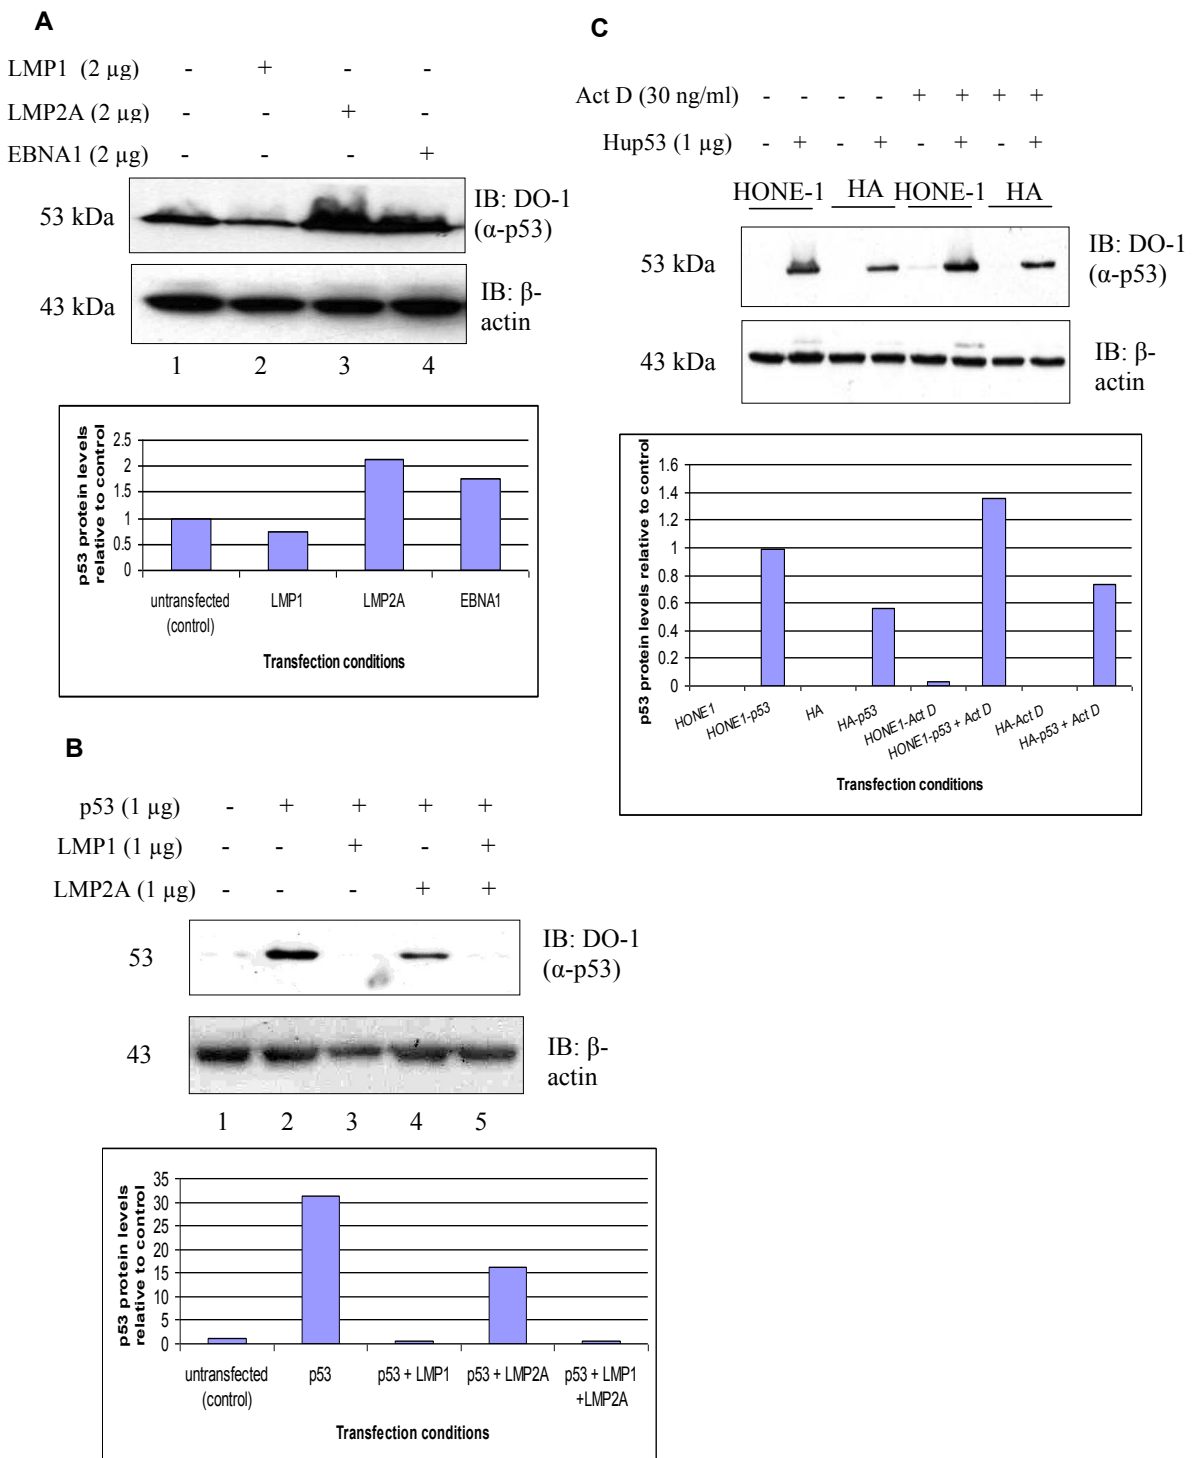 A
LMP1 (2 µg) - + - -
LMP2A (2 µg) - - + -
EBNA1 (2 µg) - - - +
53 kDa
IB: DO-1
(α-p53)
43 kDa
IB: β-
actin
1 2 3 4
p53 protein levels
relative to control
2.5
2
1.5
1
0.5
0
untransfected
(control)
LMP1
LMP2A
EBNA1
Transfection conditions
B
p53 (1 µg) - + + + +
LMP1 (1 µg) - - + - +
LMP2A (1 µg) - - - + +
53
IB: DO-1
(α-p53)
43
IB: β-
actin
1 2 3 4 5
p53 protein levels
relative to control
35
30
25
20
15
10
5
0
untransfected
(control)
p53
p53 + LMP1
p53 + LMP2A
p53 + LMP1
+LMP2A
Transfection conditions
C
Act D (30 ng/ml) - - - - + + + +
Hup53 (1 µg) - + - + - + - +
HONE-1 HA HONE-1 HA
53 kDa
IB: DO-1
(α-p53)
43 kDa
IB: β-
actin
p53 protein levels relative to control
1.6
1.4
1.2
1
0.8
0.6
0.4
0.2
0
HONE1
HONE1-p53
HA
HA-p53
HONE1-Act D
HONE1-p53 + Act D
HA-Act D
HA-p53 + Act D
Transfection conditions